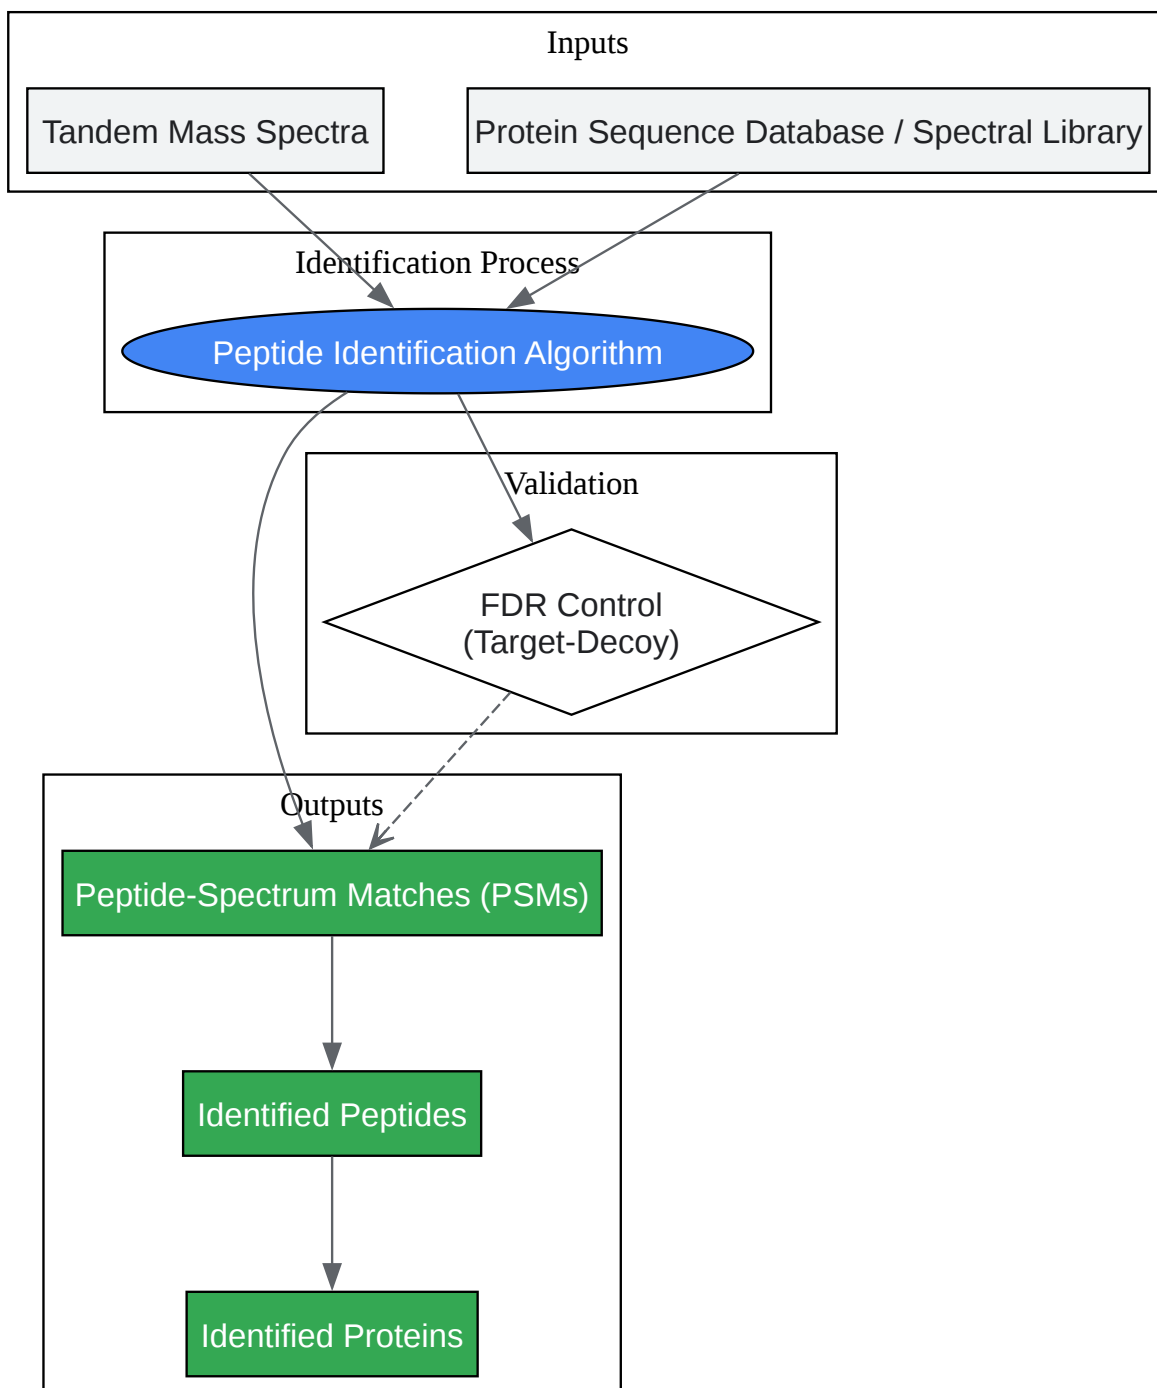 Inputs
Tandem Mass Spectra
Protein Sequence Database / Spectral Library
Identification Process
Peptide Identification Algorithm
Validation
FDR Control
(Target-Decoy)
Outputs
Peptide-Spectrum Matches (PSMs)
Identified Peptides
Identified Proteins